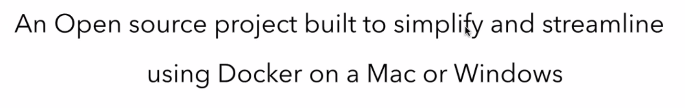 An Open source project built to simplify and streamline
using Docker on a Mac or Windows